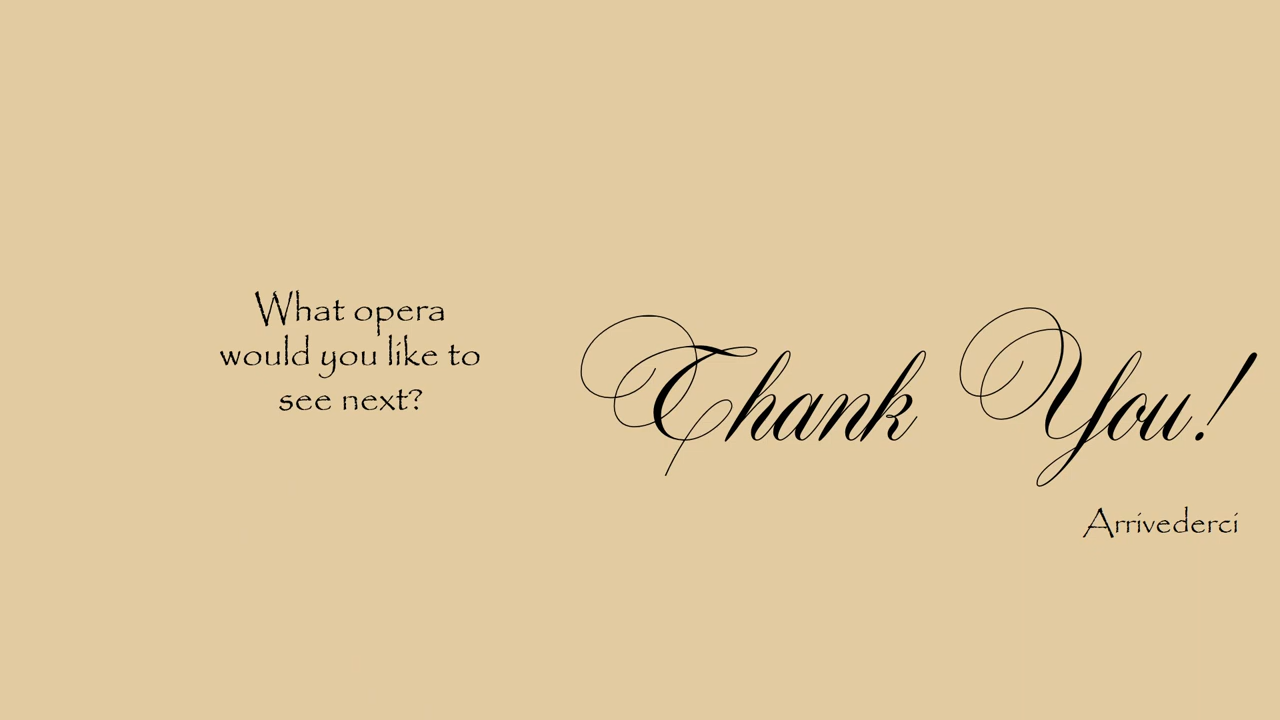 What opera
would you like to
see next?
Thank You!
Arrivederci